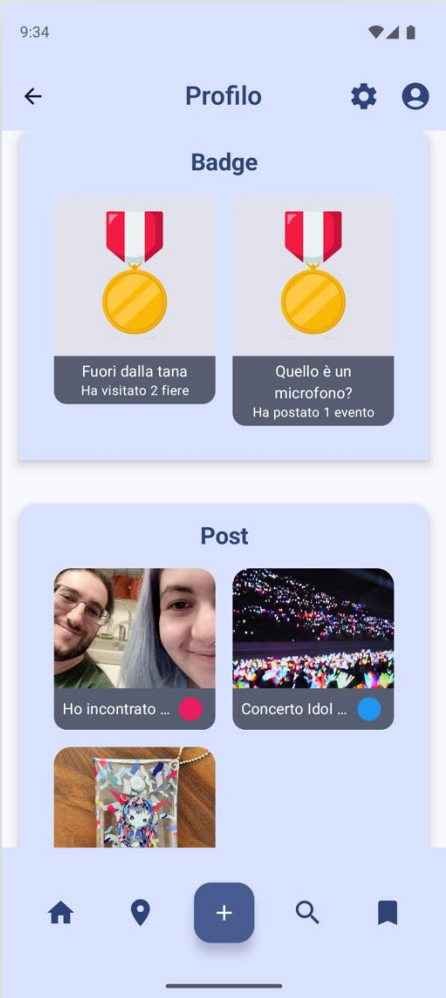 9:34
Profilo
Badge
Fuori dalla tana
Ha visitato 2 fiere
Quello è un
microfono?
Ha postato 1 evento
Post
Ho incontrato ...
Concerto Idol ...